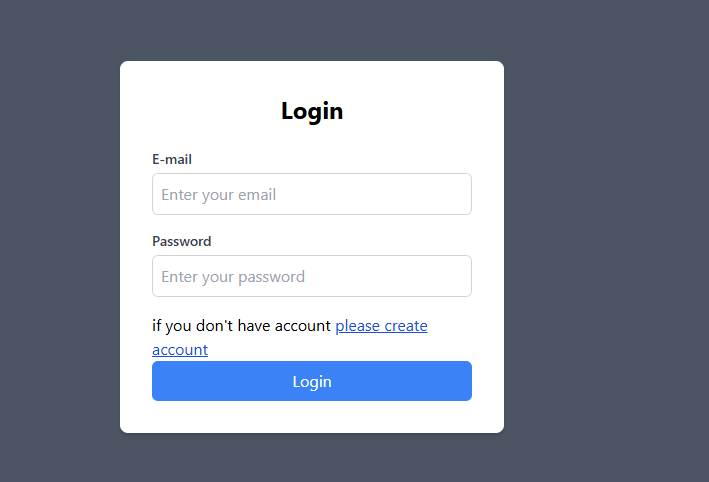 Login
E-mail
Enter your email
Password
Enter your password
if you don't have account please create
account
Login